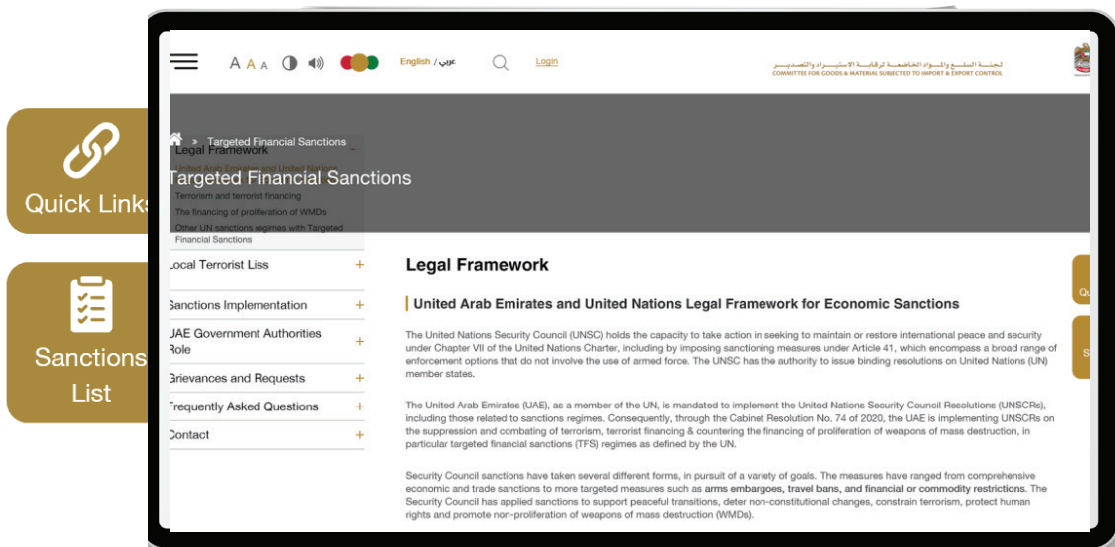 A A A
English / عربي
Login
لجنــة السلــع والمــواد الخاضعــة لرقابــة الاستيــراد والتصديــر
COMMITTEE FOR GOODS & MATERIAL SUBJECTED TO IMPORT & EXPORT CONTROL
Quick Links
Sanctions
List
» Targeted Financial Sanctions
Legal Framework -
Targeted Financial Sanctions
United Arab Emirates and United Nations
Terrorism and terrorist financing
The financing of proliferation of WMDs
Other UN sanctions regimes with Targeted
Financial Sanctions
Local Terrorist Liss +
Sanctions Implementation +
UAE Government Authorities
Role +
Grievances and Requests +
Frequently Asked Questions +
Contact +
Legal Framework
United Arab Emirates and United Nations Legal Framework for Economic Sanctions
The United Nations Security Council (UNSC) holds the capacity to take action in seeking to maintain or restore international peace and security
under Chapter VII of the United Nations Charter, including by imposing sanctioning measures under Article 41, which encompass a broad range of
enforcement options that do not involve the use of armed force. The UNSC has the authority to issue binding resolutions on United Nations (UN)
member states.
The United Arab Emirates (UAE), as a member of the UN, is mandated to implement the United Nations Security Council Resolutions (UNSCRs),
including those related to sanctions regimes. Consequently, through the Cabinet Resolution No. 74 of 2020, the UAE is implementing UNSCRs on
the suppression and combating of terrorism, terrorist financing & countering the financing of proliferation of weapons of mass destruction, in
particular targeted financial sanctions (TFS) regimes as defined by the UN.
Security Council sanctions have taken several different forms, in pursuit of a variety of goals. The measures have ranged from comprehensive
economic and trade sanctions to more targeted measures such as arms embargoes, travel bans, and financial or commodity restrictions. The
Security Council has applied sanctions to support peaceful transitions, deter non-constitutional changes, constrain terrorism, protect human
rights and promote non-proliferation of weapons of mass destruction (WMDs).
Qu
S